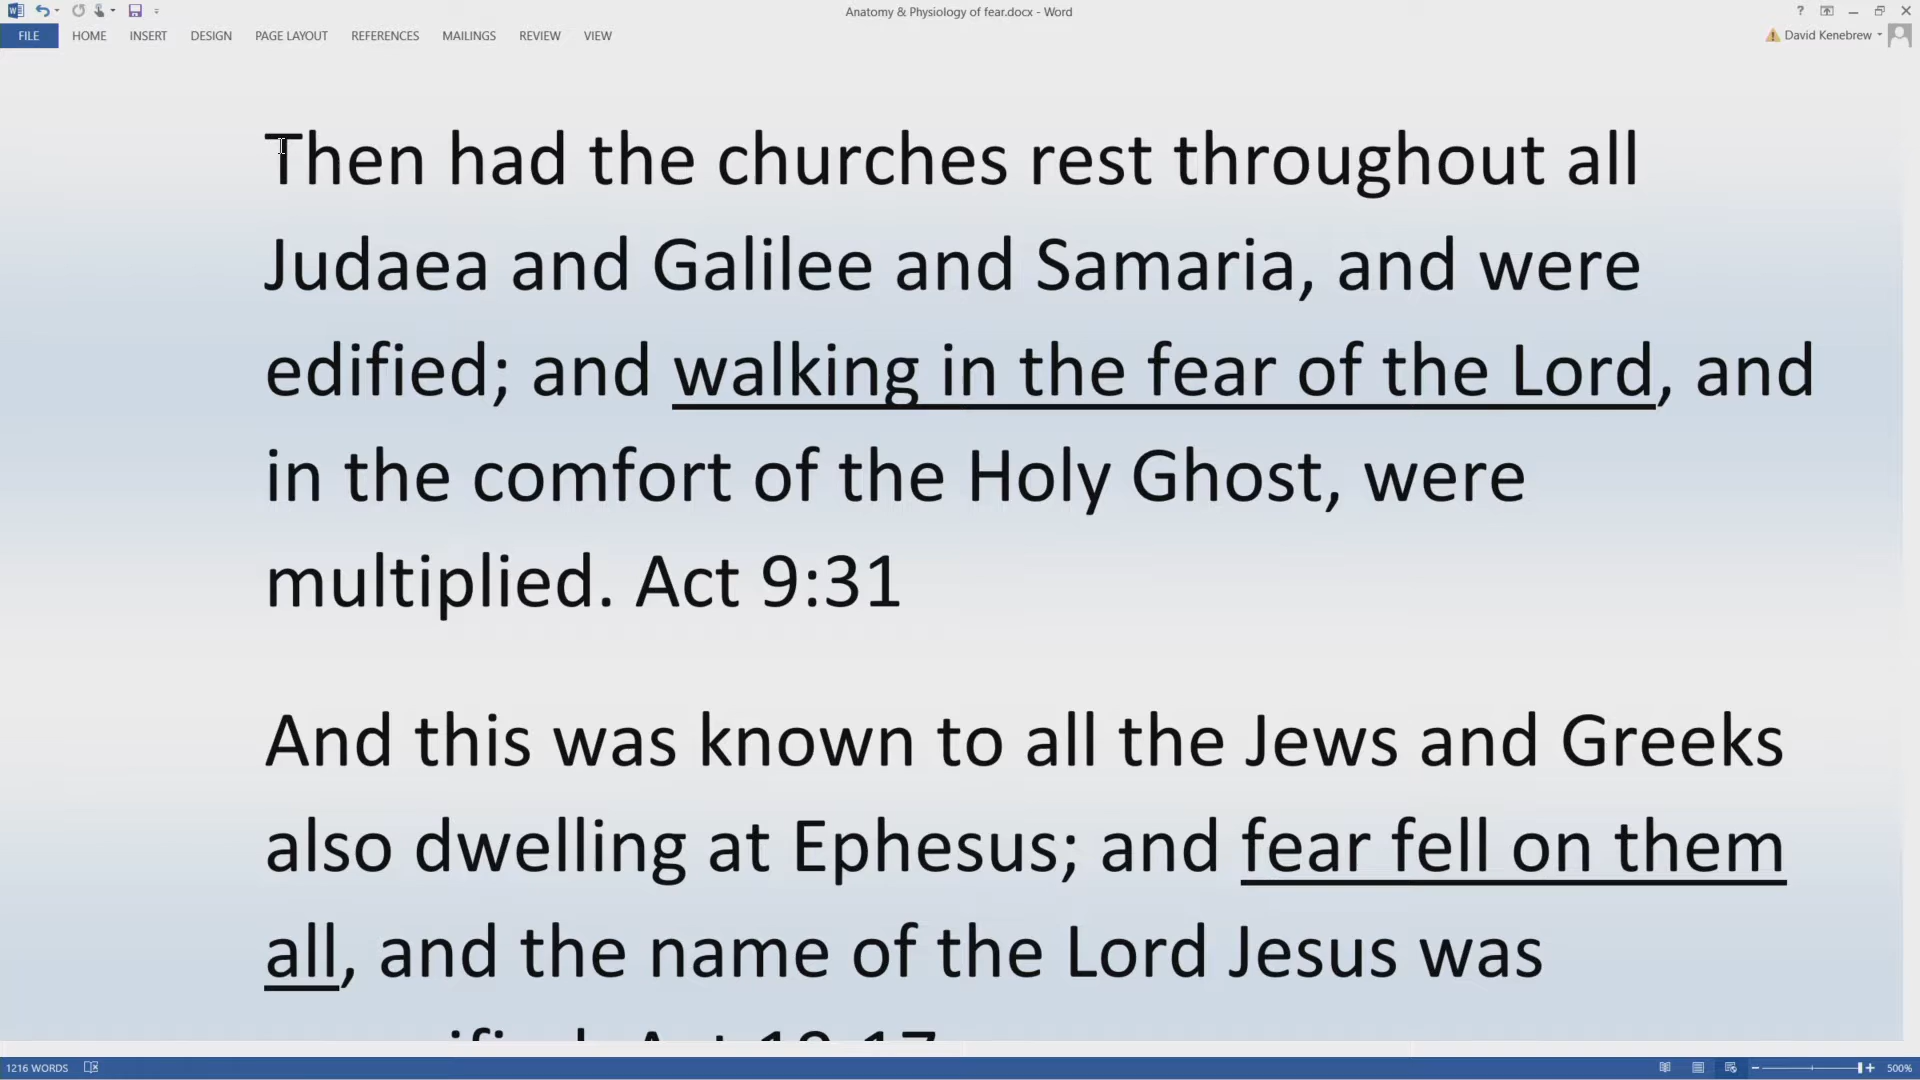 Anatomy & Physiology of fear.docx - Word
FILE HOME INSERT DESIGN PAGE LAYOUT REFERENCES MAILINGS REVIEW VIEW David Kenebrew
Then had the churches rest throughout all
Judaea and Galilee and Samaria, and were
edified; and walking in the fear of the Lord, and
in the comfort of the Holy Ghost, were
multiplied. Act 9:31
And this was known to all the Jews and Greeks
also dwelling at Ephesus; and fear fell on them
all, and the name of the Lord Jesus was
Act 19:17
1216 WORDS 500%